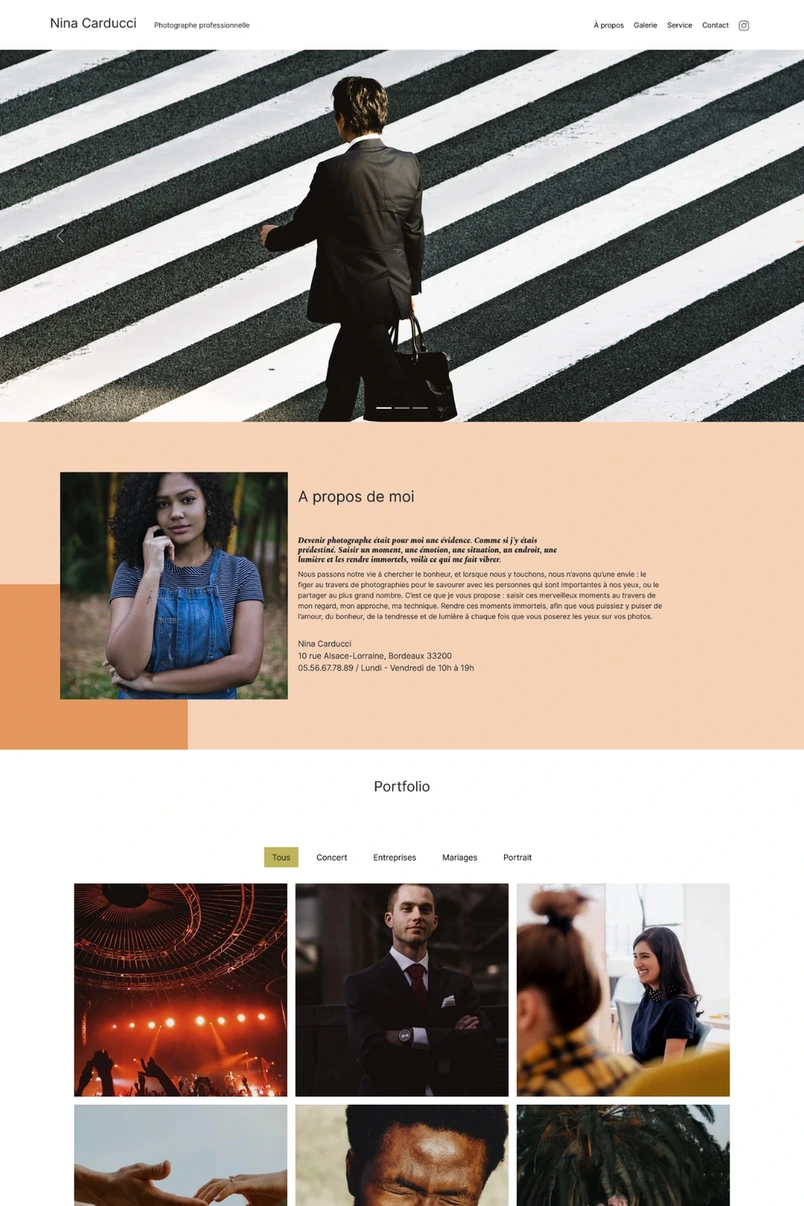 Nina Carducci
Photographe professionnelle
À propos
Galerie
Service
Contact
A propos de moi
Devenir photographe était pour moi une évidence. Comme si j'y étais
prédestiné. Saisir un moment, une émotion, une situation, un endroit, une
lumière et les rendre immortels, voilà ce qui me fait vibrer.
Nous passons notre vie à chercher le bonheur, et lorsque nous y touchons, nous n'avons qu'une envie : le
figer au travers de photographies pour le savourer avec les personnes qui sont importantes à nos yeux, ou le
partager au plus grand nombre. C'est ce que je vous propose : saisir ces merveilleux moments au travers de
mon regard, mon approche, ma technique. Rendre ces moments immortels, afin que vous puissiez y puiser de
l'amour, du bonheur, de la tendresse et de lumière à chaque fois que vous poserez les yeux sur vos photos.
Nina Carducci
10 rue Alsace-Lorraine, Bordeaux 33200
05.56.67.78.89 / Lundi - Vendredi de 10h à 19h
Portfolio
Tous
Concert
Entreprises
Mariages
Portrait